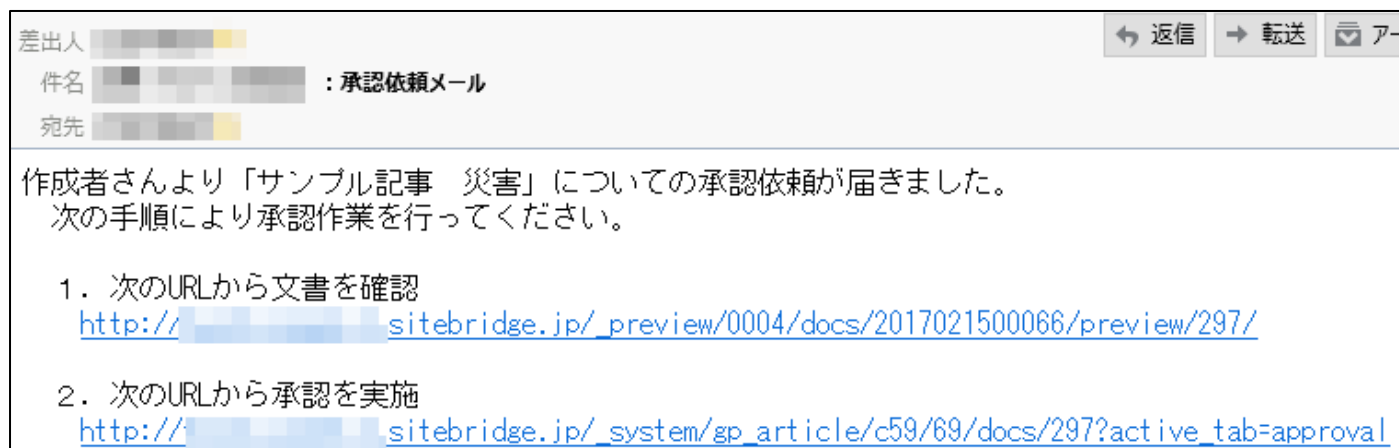 差出人
返信 転送 アー
件名 :承認依頼メール
宛先
作成者さんより「サンプル記事　災害」についての承認依頼が届きました。
次の手順により承認作業を行ってください。
１．次のURLから文書を確認
http:// sitebridge.jp/_preview/0004/docs/2017021500066/preview/297/
２．次のURLから承認を実施
http:// sitebridge.jp/_system/gp_article/c59/69/docs/297?active_tab=approval